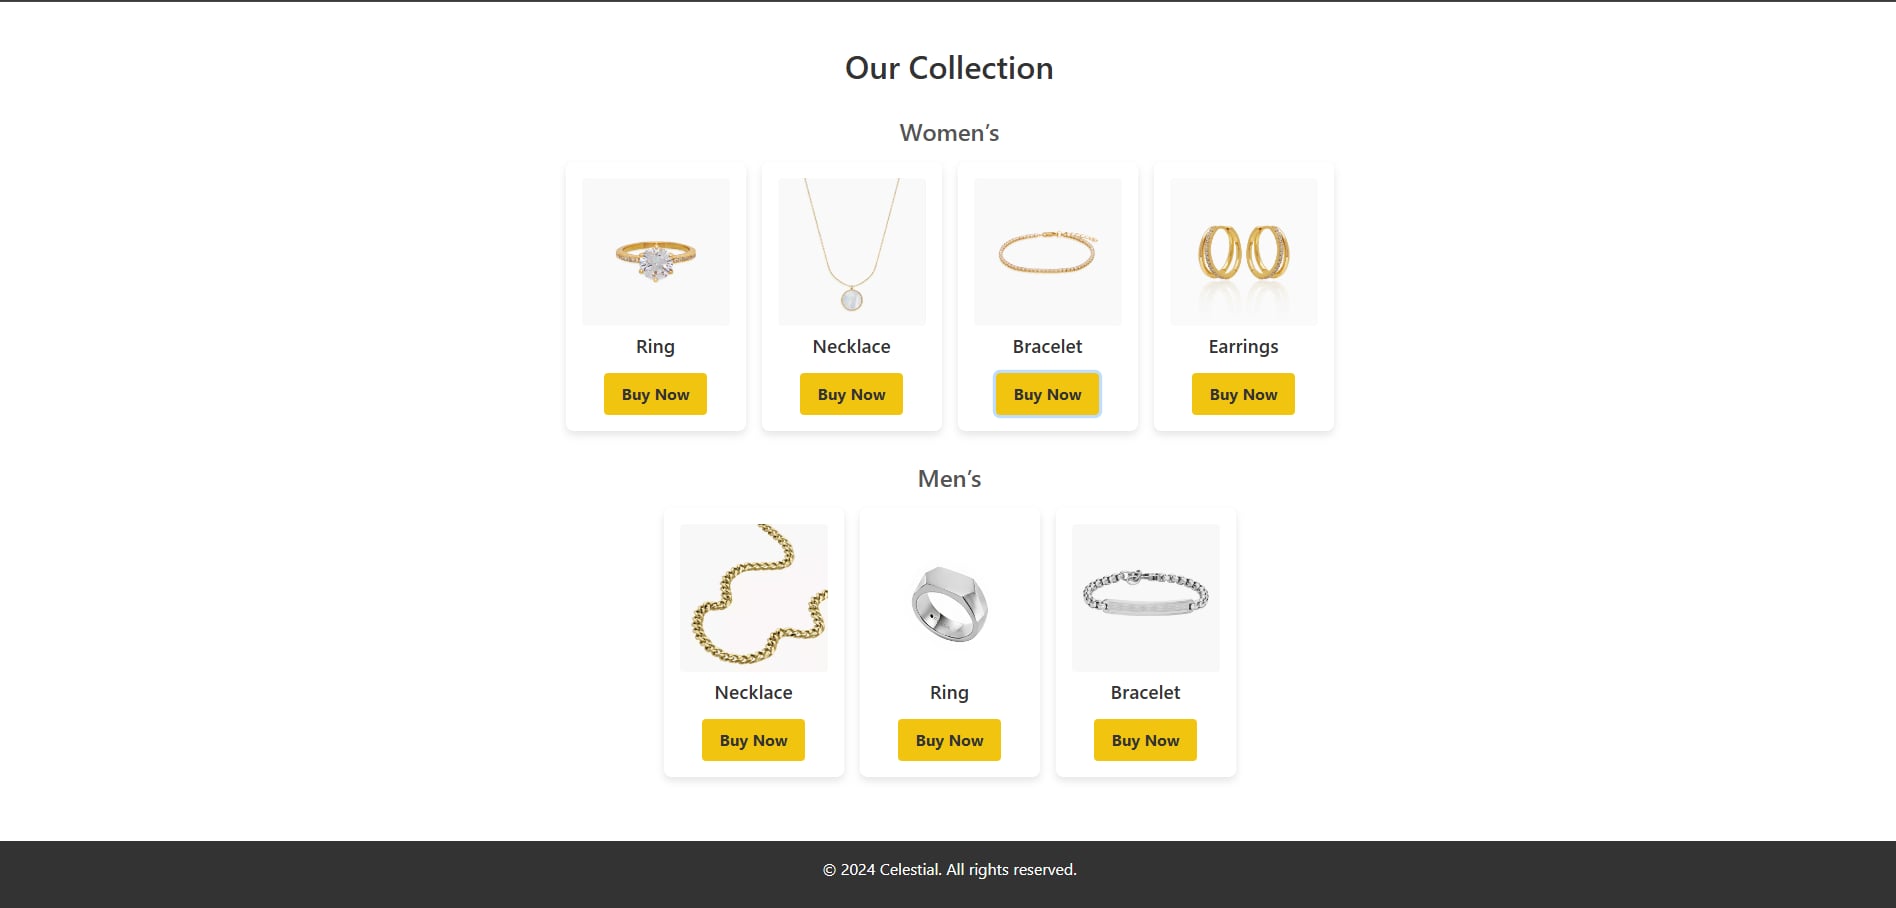 Our Collection
Women’s
Ring
Necklace
Bracelet
Earrings
Buy Now
Buy Now
Buy Now
Buy Now
Men’s
Necklace
Ring
Bracelet
Buy Now
Buy Now
Buy Now
© 2024 Celestial. All rights reserved.